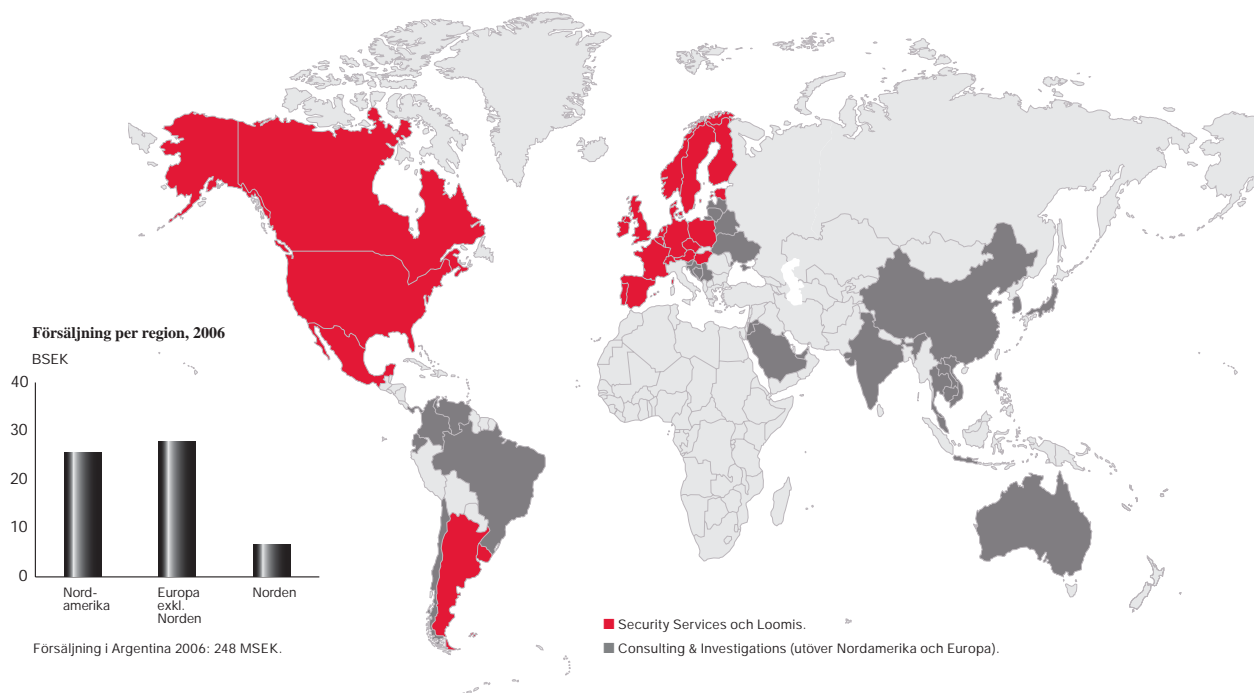 Försäljning per region, 2006
BSEK
40
30
20
10
0
Nord-
amerika
Europa
exkl.
Norden
Norden
Försäljning i Argentina 2006: 248 MSEK.
Security Services och Loomis.
Consulting & Investigations (utöver Nordamerika och Europa).